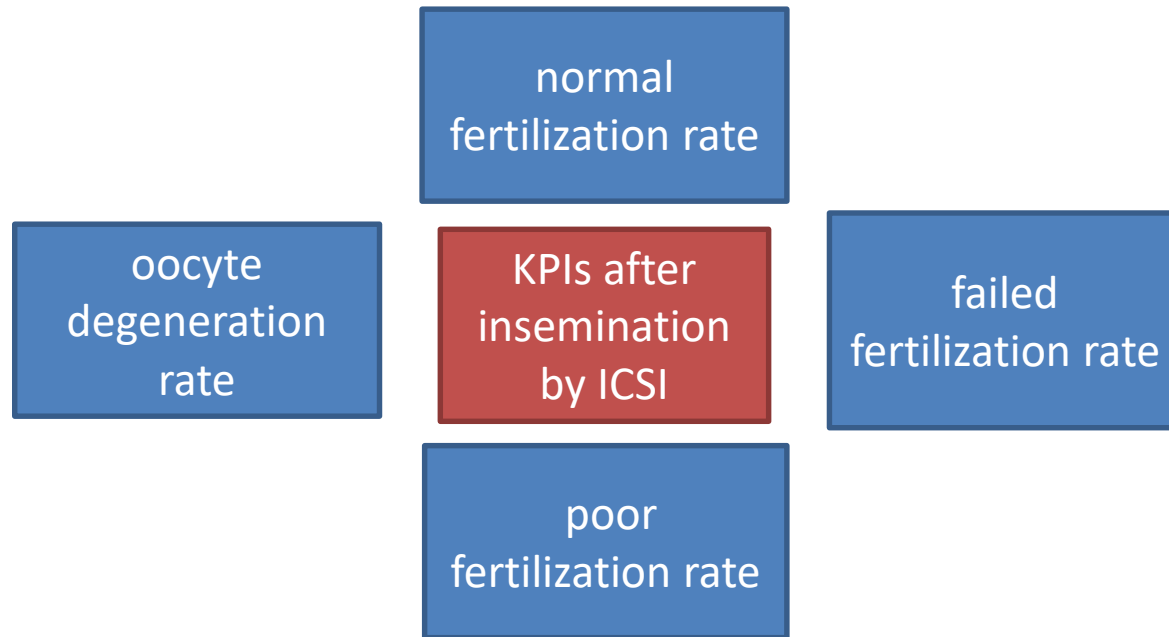 normal
fertilization rate
oocyte
degeneration
rate
KPIs after
insemination
by ICSI
failed
fertilization rate
poor
fertilization rate